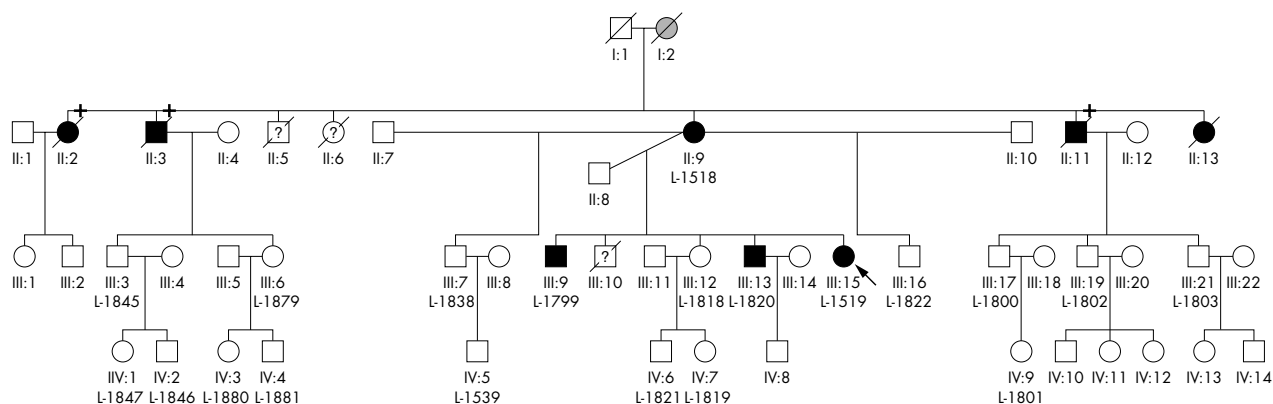 I:1 I:2
+ + +
? ?
II:1 II:2 II:3 II:4 II:5 II:6 II:7 II:9 II:10 II:11 II:12 II:13
L-1518
II:8
?
III:1 III:2 III:3 III:4 III:5 III:6 III:7 III:8 III:9 III:10 III:11 III:12 III:13 III:14 III:15 III:16 III:17 III:18 III:19 III:20 III:21 III:22
L-1845 L-1879 L-1838 L-1799 L-1818 L-1820 L-1519 L-1822 L-1800 L-1802 L-1803
IIV:1 IV:2 IV:3 IV:4 IV:5 IV:6 IV:7 IV:8 IV:9 IV:10 IV:11 IV:12 IV:13 IV:14
L-1847 L-1846 L-1880 L-1881 L-1539 L-1821 L-1819 L-1801